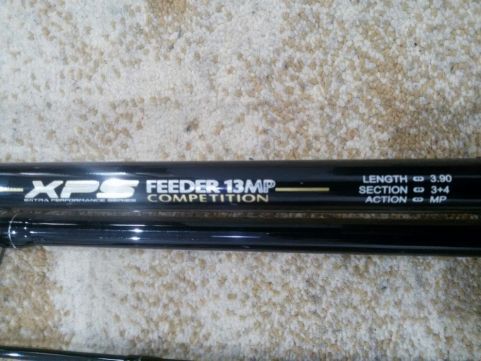 XPS FEEDER 13MP
EXTRA PERFORMANCE SERIES COMPETITION
LENGTH 3.90
SECTION 3+4
ACTION MP